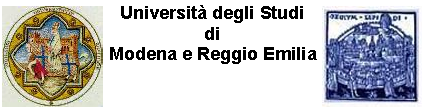 Università degli Studi
di
Modena e Reggio Emilia